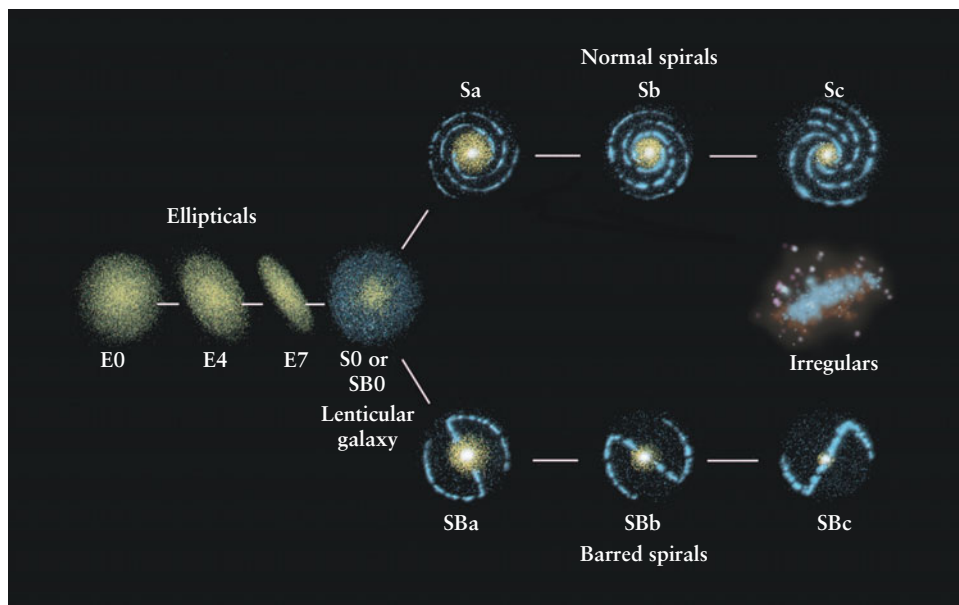 Normal spirals
Sa
Sb
Sc
Ellipticals
E0
E4
E7
S0 or
SB0
Lenticular
galaxy
Irregulars
SBa
SBb
SBc
Barred spirals